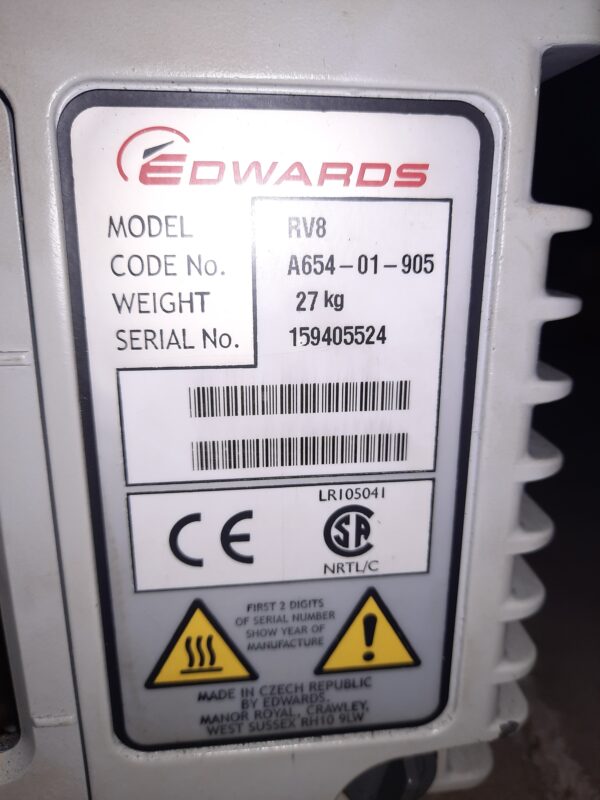 EDWARDS
MODEL RV8
CODE No. A654-01-905
WEIGHT 27 kg
SERIAL No. 159405524
LR105041
CE SA
NRTL/C
FIRST 2 DIGITS
OF SERIAL NUMBER
SHOW YEAR OF
MANUFACTURE
MADE IN CZECH REPUBLIC
BY EDWARDS.
MANOR ROYAL, CRAWLEY,
WEST SUSSEX RH10 9LW